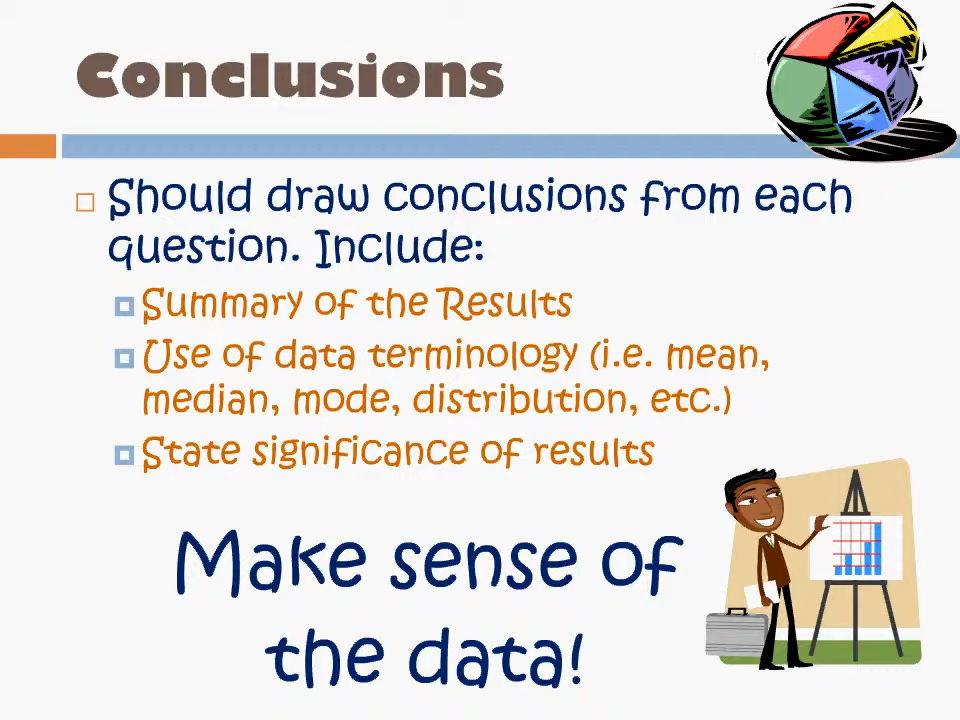 Conclusions
Should draw conclusions from each
question. Include:
Summary of the Results
Use of data terminology (i.e. mean,
median, mode, distribution, etc.)
State significance of results
Make sense of
the data!